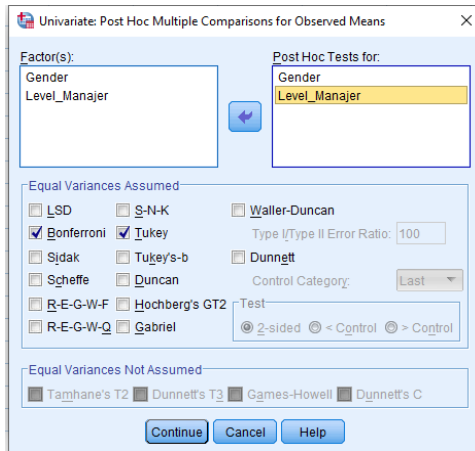 Univariate: Post Hoc Multiple Comparisons for Observed Means
Factor(s):
Gender
Level_Manajer
Post Hoc Tests for:
Gender
Level_Manajer
Equal Variances Assumed
LSD S-N-K Waller-Duncan
Bonferroni Tukey Type I/Type II Error Ratio: 100
Sidak Tukey's-b Dunnett
Scheffe Duncan Control Category: Last
R-E-G-W-F Hochberg's GT2 Test
R-E-G-W-Q Gabriel 2-sided < Control > Control
Equal Variances Not Assumed
Tamhane's T2 Dunnett's T3 Games-Howell Dunnett's C
Continue Cancel Help